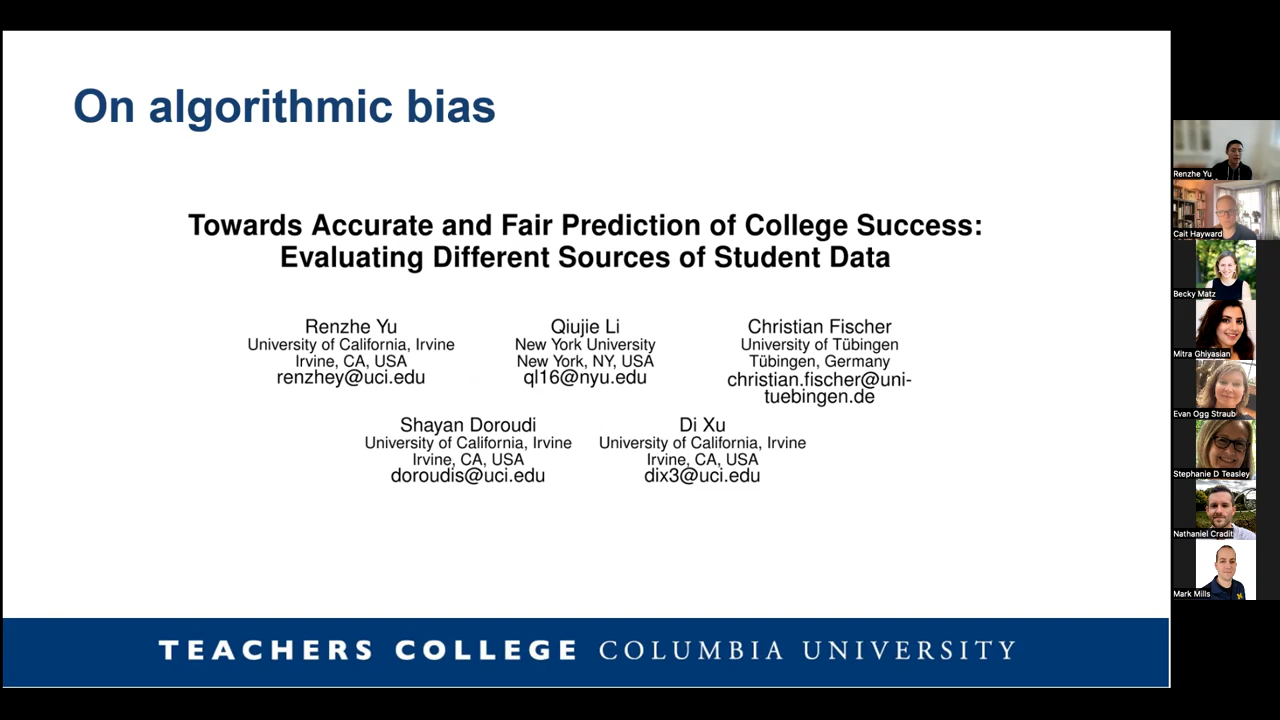 On algorithmic bias
Towards Accurate and Fair Prediction of College Success:
Evaluating Different Sources of Student Data
Renzhe Yu
University of California, Irvine
Irvine, CA, USA
renzhey@uci.edu
Qiujie Li
New York University
New York, NY, USA
ql16@nyu.edu
Christian Fischer
University of Tübingen
Tübingen, Germany
christian.fischer@uni-
tuebingen.de
Shayan Doroudi
University of California, Irvine
Irvine, CA, USA
doroudis@uci.edu
Di Xu
University of California, Irvine
Irvine, CA, USA
dix3@uci.edu
TEACHERS COLLEGE COLUMBIA UNIVERSITY
Renzhe Yu
Cait Hayward
Becky Matz
Mitra Ghiyasian
Evan Ogg Straub
Stephanie D Teasley
Nathaniel Cradit
Mark Mills